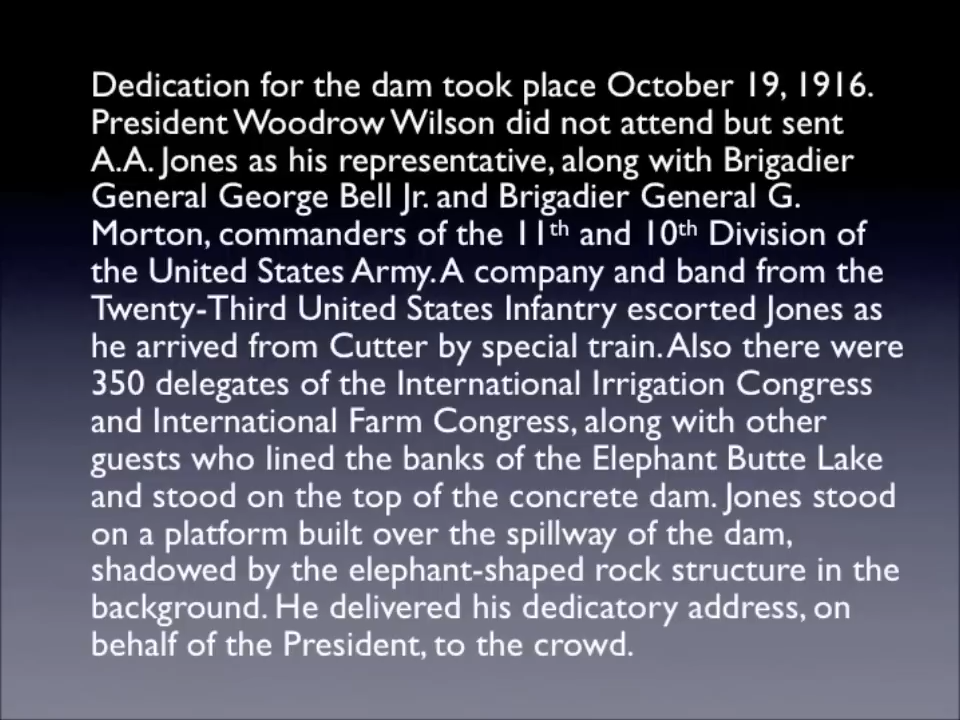 Dedication for the dam took place October 19, 1916.
President Woodrow Wilson did not attend but sent
A.A. Jones as his representative, along with Brigadier
General George Bell Jr. and Brigadier General G.
Morton, commanders of the 11th and 10th Division of
the United States Army. A company and band from the
Twenty-Third United States Infantry escorted Jones as
he arrived from Cutter by special train. Also there were
350 delegates of the International Irrigation Congress
and International Farm Congress, along with other
guests who lined the banks of the Elephant Butte Lake
and stood on the top of the concrete dam. Jones stood
on a platform built over the spillway of the dam,
shadowed by the elephant-shaped rock structure in the
background. He delivered his dedicatory address, on
behalf of the President, to the crowd.